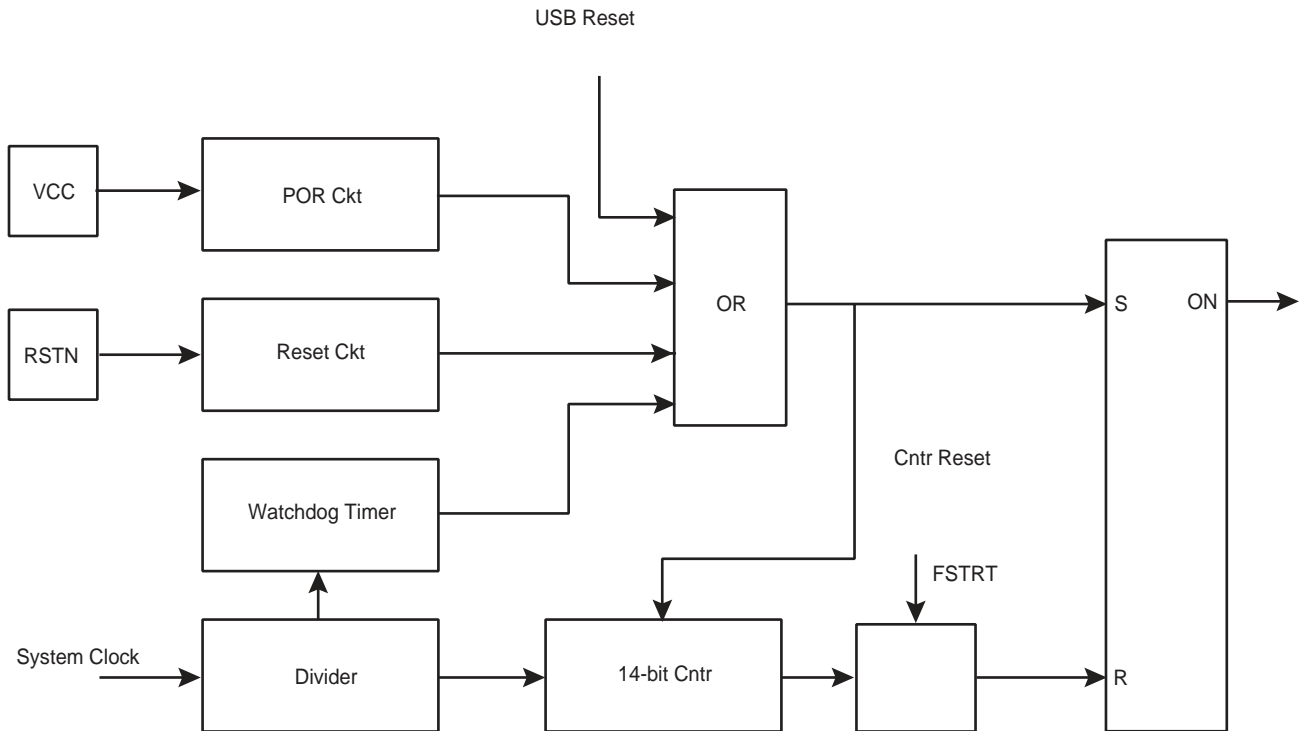 USB Reset
VCC
POR Ckt
OR
S
ON
RSTN
Reset Ckt
Cntr Reset
Watchdog Timer
FSTRT
System Clock
Divider
14-bit Cntr
R